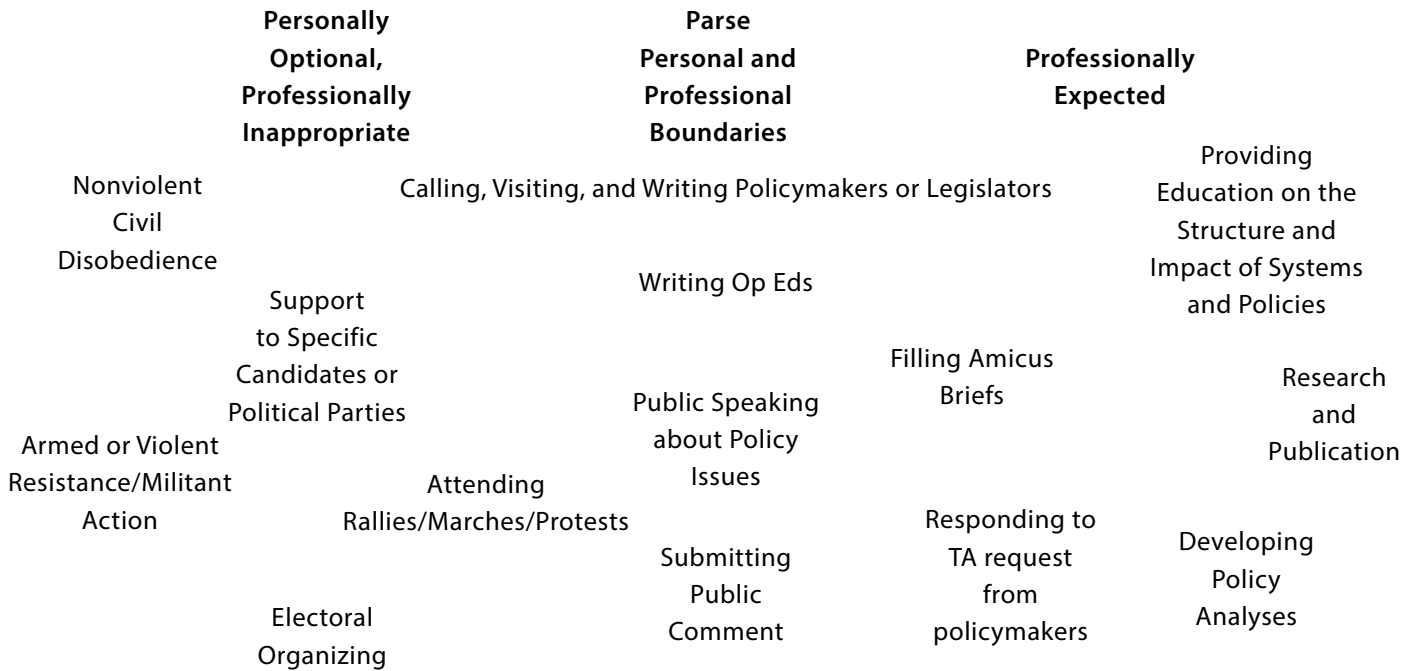 Personally
Optional,
Professionally
Inappropriate
Parse
Personal and
Professional
Boundaries
Professionally
Expected
Nonviolent
Civil
Disobedience
Calling, Visiting, and Writing Policymakers or Legislators
Providing
Education on the
Structure and
Impact of Systems
and Policies
Writing Op Eds
Support
to Specific
Candidates or
Political Parties
Filling Amicus
Briefs
Research
and
Publication
Public Speaking
about Policy
Issues
Armed or Violent
Resistance/Militant
Action
Attending
Rallies/Marches/Protests
Responding to
TA request
from
policymakers
Developing
Policy
Analyses
Submitting
Public
Comment
Electoral
Organizing